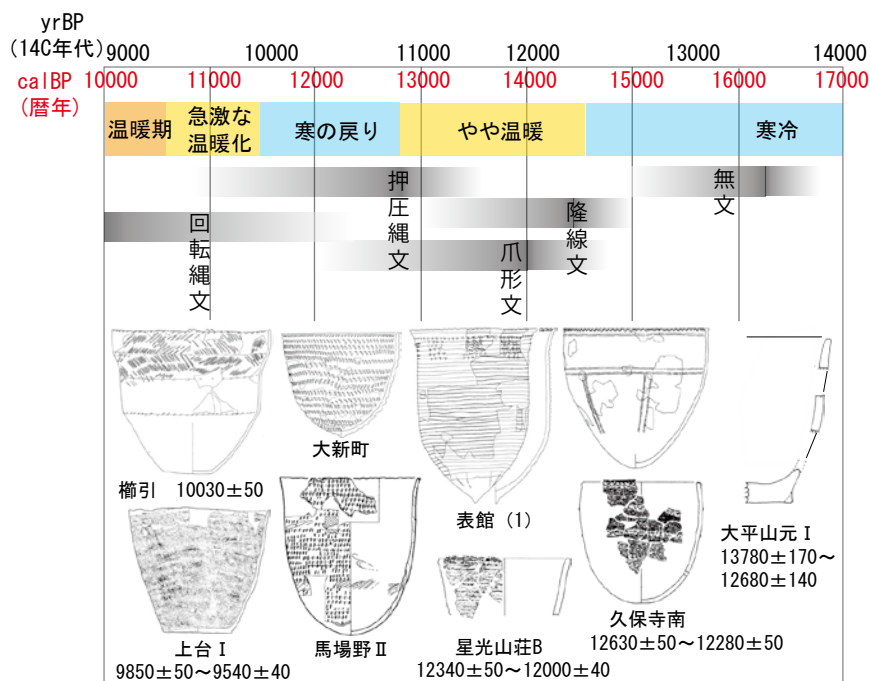 yrBP
(14C年代)
9000 10000 11000 12000 13000 14000
calBP
(暦年)
10000 11000 12000 13000 14000 15000 16000 17000
温暖期
急激な
温暖化
寒の戻り
やや温暖
寒冷
回転縄文
押圧縄文
爪形文
隆線文
無文
櫛引 10030±50
大新町
表館(1)
大平山元Ⅰ
13780±170～
12680±140
上台Ⅰ
9850±50～9540±40
馬場野Ⅱ
星光山荘B
12340±50～12000±40
久保寺南
12630±50～12280±50